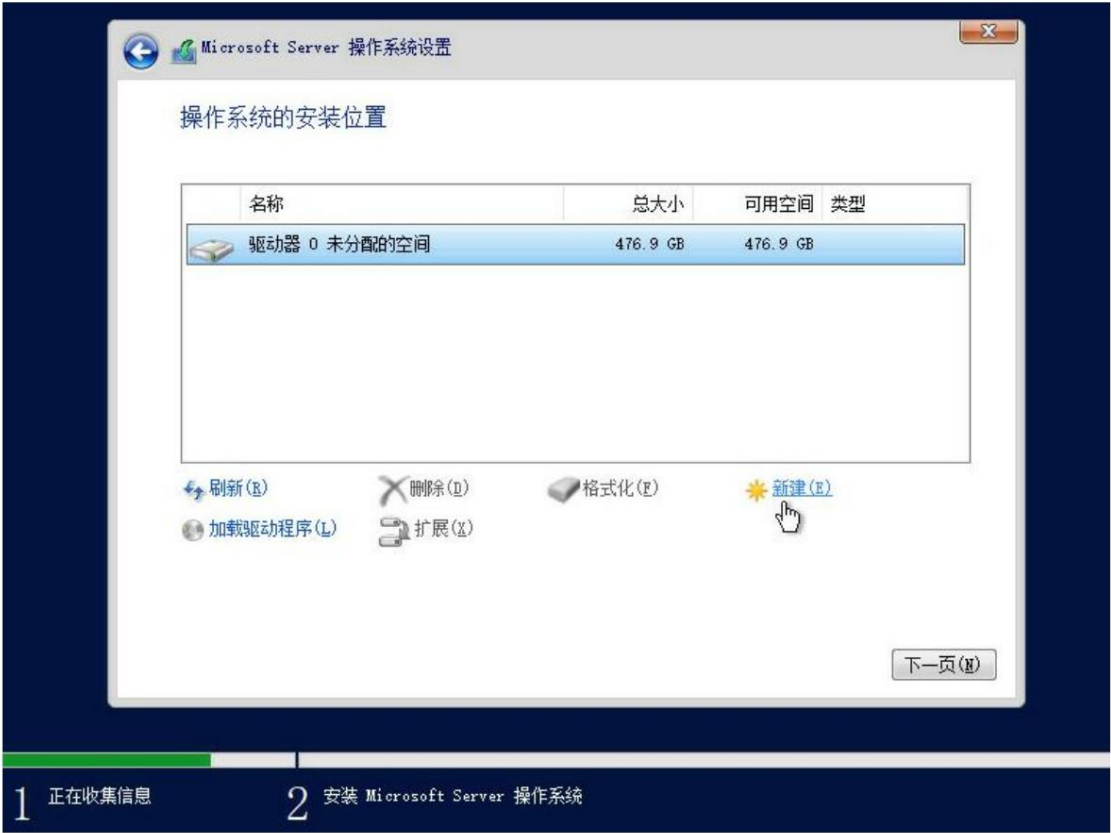 Microsoft Server 操作系统设置
操作系统的安装位置
名称 总大小 可用空间 类型
驱动器 0 未分配的空间 476.9 GB 476.9 GB
刷新(R) 删除(D) 格式化(F) 新建(E)
加载驱动程序(L) 扩展(X)
下一页(N)
1 正在收集信息 2 安装 Microsoft Server 操作系统